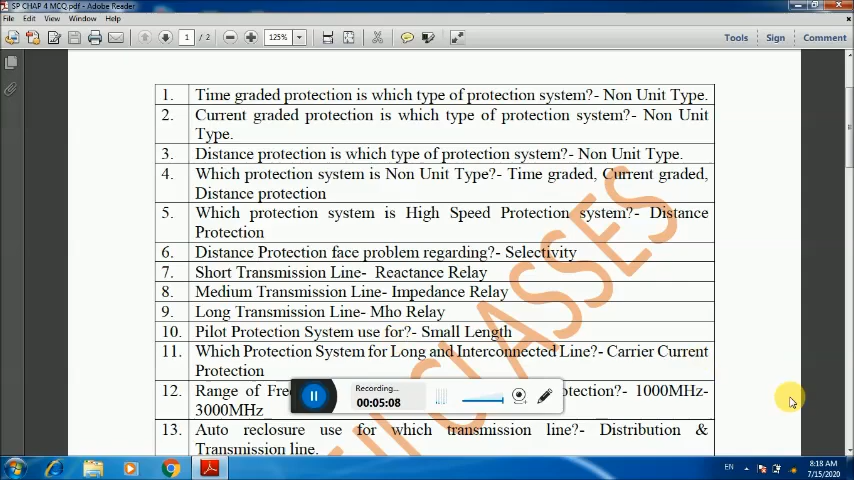 SP CHAP 4 MCQ.pdf - Adobe Reader
File Edit View Window Help
1 / 2 125% Tools Sign Comment
1. Time graded protection is which type of protection system?- Non Unit Type.
2. Current graded protection is which type of protection system?- Non Unit
Type.
3. Distance protection is which type of protection system?- Non Unit Type.
4. Which protection system is Non Unit Type?- Time graded, Current graded,
Distance protection
5. Which protection system is High Speed Protection system?- Distance
Protection
6. Distance Protection face problem regarding?- Selectivity
7. Short Transmission Line- Reactance Relay
8. Medium Transmission Line- Impedance Relay
9. Long Transmission Line- Mho Relay
10. Pilot Protection System use for?- Small Length
11. Which Protection System for Long and Interconnected Line?- Carrier Current
Protection
12. Range of Fre otection?- 1000MHz-
3000MHz
Recording...
00:05:08
13. Auto reclosure use for which transmission line?- Distribution &
Transmission line.
CLASSES
EN 8:18 AM
7/15/2020